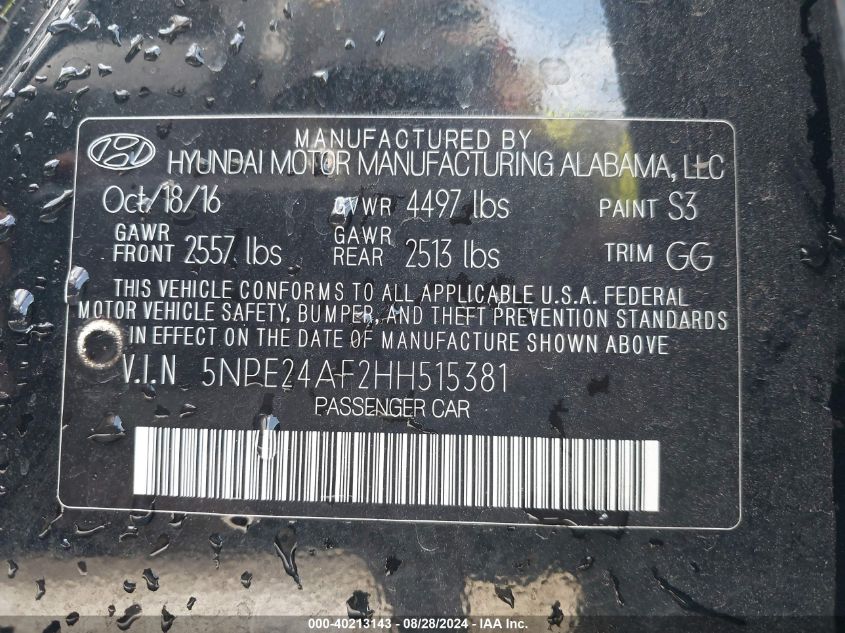 MANUFACTURED BY
HYUNDAI MOTOR MANUFACTURING ALABAMA, LLC
Oct/18/16 GVWR 4497 lbs PAINT S3
GAWR FRONT 2557 lbs GAWR REAR 2513 lbs TRIM GG
THIS VEHICLE CONFORMS TO ALL APPLICABLE U.S.A. FEDERAL
MOTOR VEHICLE SAFETY, BUMPER, AND THEFT PREVENTION STANDARDS
IN EFFECT ON THE DATE OF MANUFACTURE SHOWN ABOVE
V.I.N 5NPE24AF2HH515381
PASSENGER CAR
000-40213143 - 08/28/2024 - IAA Inc.